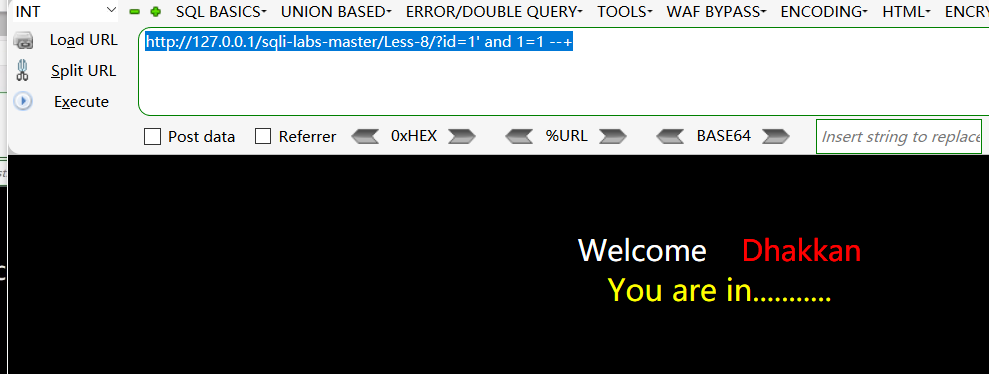 INT SQL BASICS UNION BASED ERROR/DOUBLE QUERY TOOLS WAF BYPASS ENCODING HTML ENCRY
Load URL http://127.0.0.1/sqli-labs-master/Less-8/?id=1' and 1=1 --+
Split URL
Execute
Post data Referrer 0xHEX %URL BASE64 Insert string to replace
Welcome Dhakkan
You are in...........